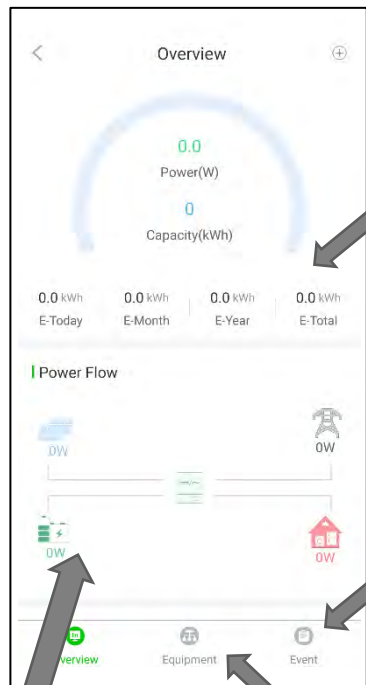 Overview
0.0
Power(W)
0
Capacity(kWh)
0.0 kWh 0.0 kWh 0.0 kWh 0.0 kWh
E-Today E-Month E-Year E-Total
Power Flow
0W 0W
0W 0W
verview Equipment Event